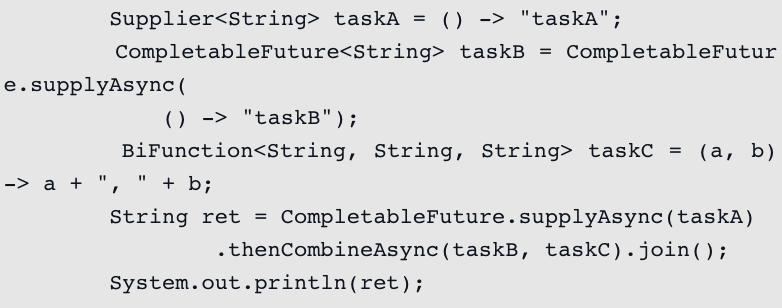 Supplier<String> taskA = () -> "taskA";
CompletableFuture<String> taskB = CompletableFutur
e.supplyAsync(
() -> "taskB");
BiFunction<String, String, String> taskC = (a, b)
-> a + ", " + b;
String ret = CompletableFuture.supplyAsync(taskA)
.thenCombineAsync(taskB, taskC).join();
System.out.println(ret);